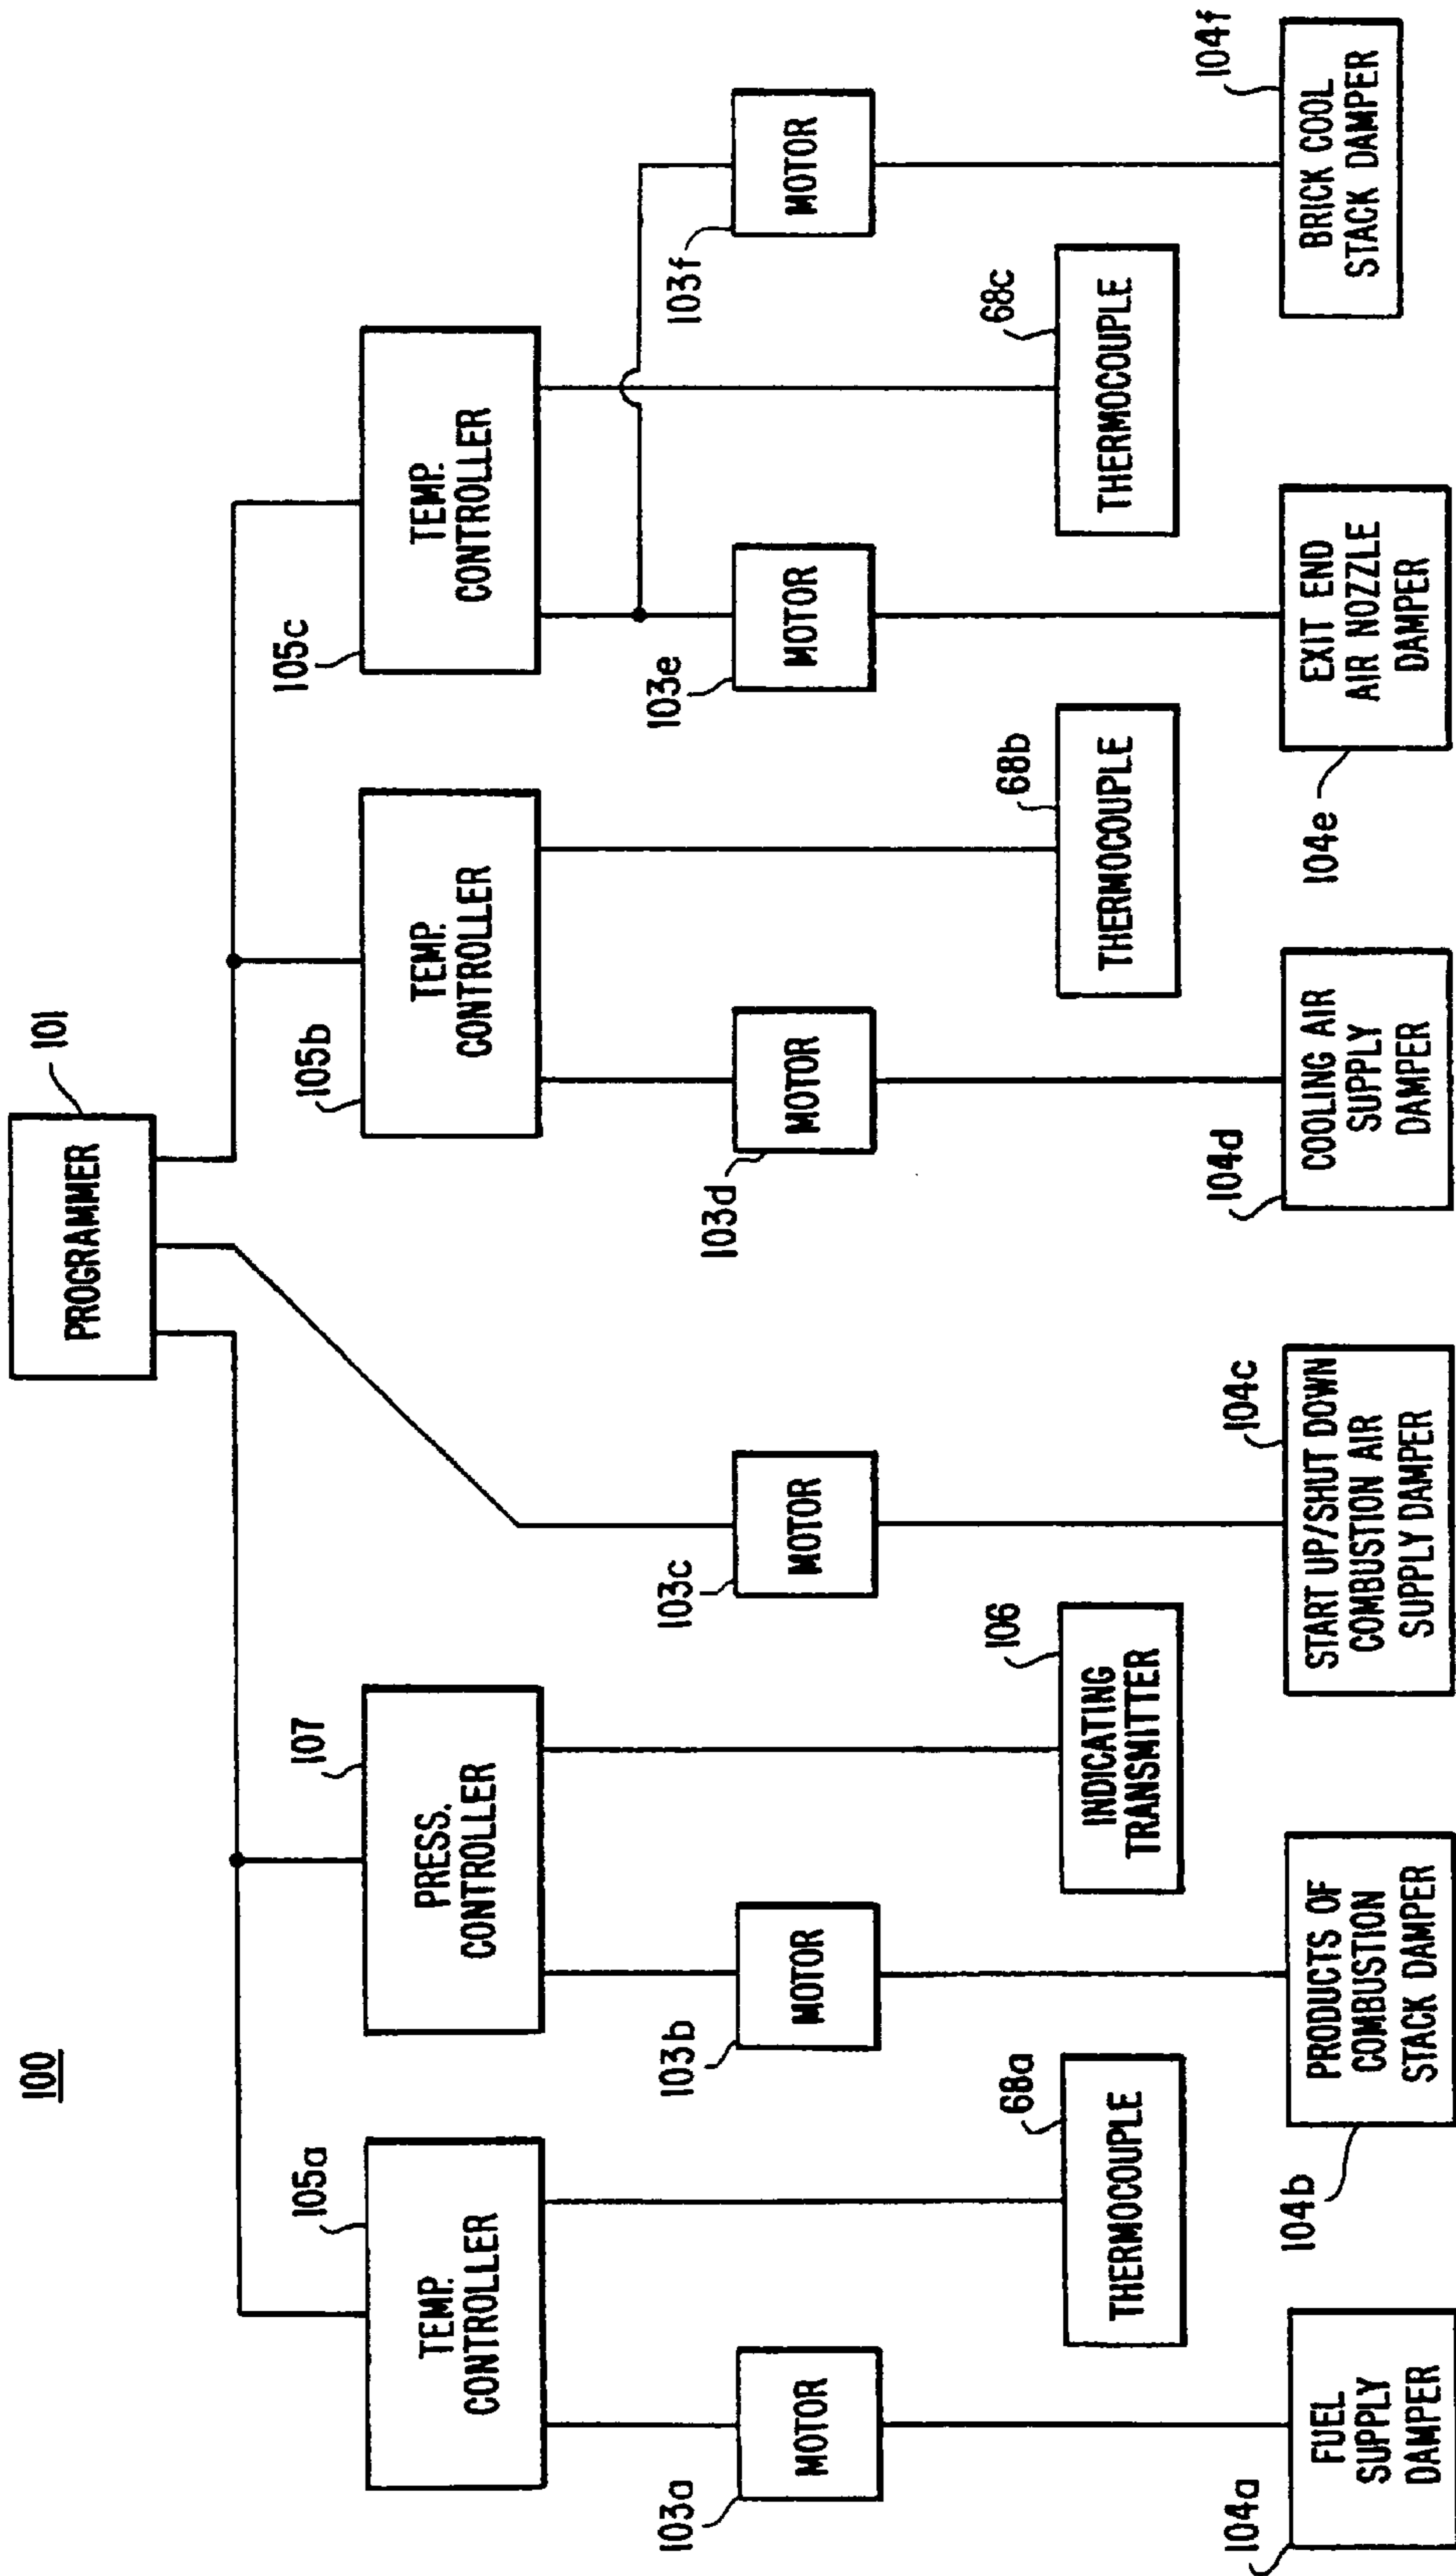 100
PROGRAMMER
101
TEMP.
CONTROLLER
105a
PRESS.
CONTROLLER
107
TEMP.
CONTROLLER
105b
TEMP.
CONTROLLER
105c
MOTOR
103a
MOTOR
103b
MOTOR
103c
MOTOR
103d
MOTOR
103e
MOTOR
103f
THERMOCOUPLE
68a
INDICATING
TRANSMITTER
106
THERMOCOUPLE
68b
THERMOCOUPLE
68c
FUEL
SUPPLY
DAMPER
104a
PRODUCTS OF
COMBUSTION
STACK DAMPER
104b
START UP/SHUT DOWN
COMBUSTION AIR
SUPPLY DAMPER
104c
COOLING AIR
SUPPLY
DAMPER
104d
EXIT END
AIR NOZZLE
DAMPER
104e
BRICK COOL
STACK DAMPER
104f